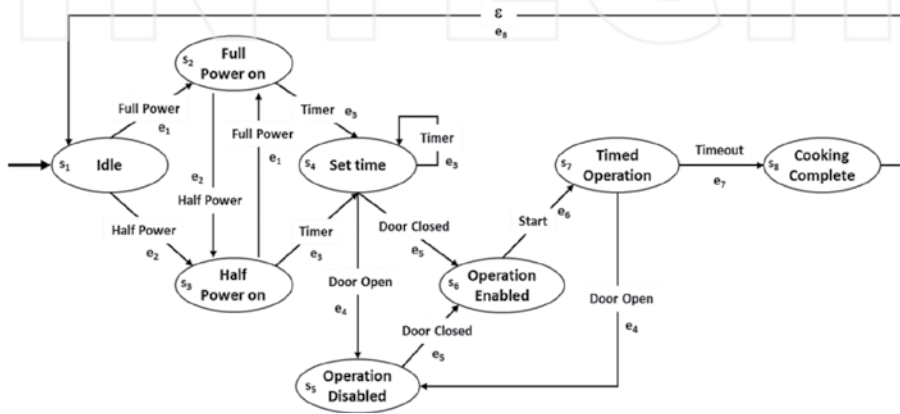 INTECH
ε
e8
s2 Full
Power on
Full Power
e1
Timer e3
Full Power
e1
Timer
e3
s1 Idle
s4 Set time
s7 Timed
Operation
Timeout
e7
s8 Cooking
Complete
e2
Half Power
Half Power
e2
Timer
e3
Door Closed
e5
Start
e6
s3 Half
Power on
Door Open
e4
s6 Operation
Enabled
Door Open
e4
Door Closed
e5
s5 Operation
Disabled